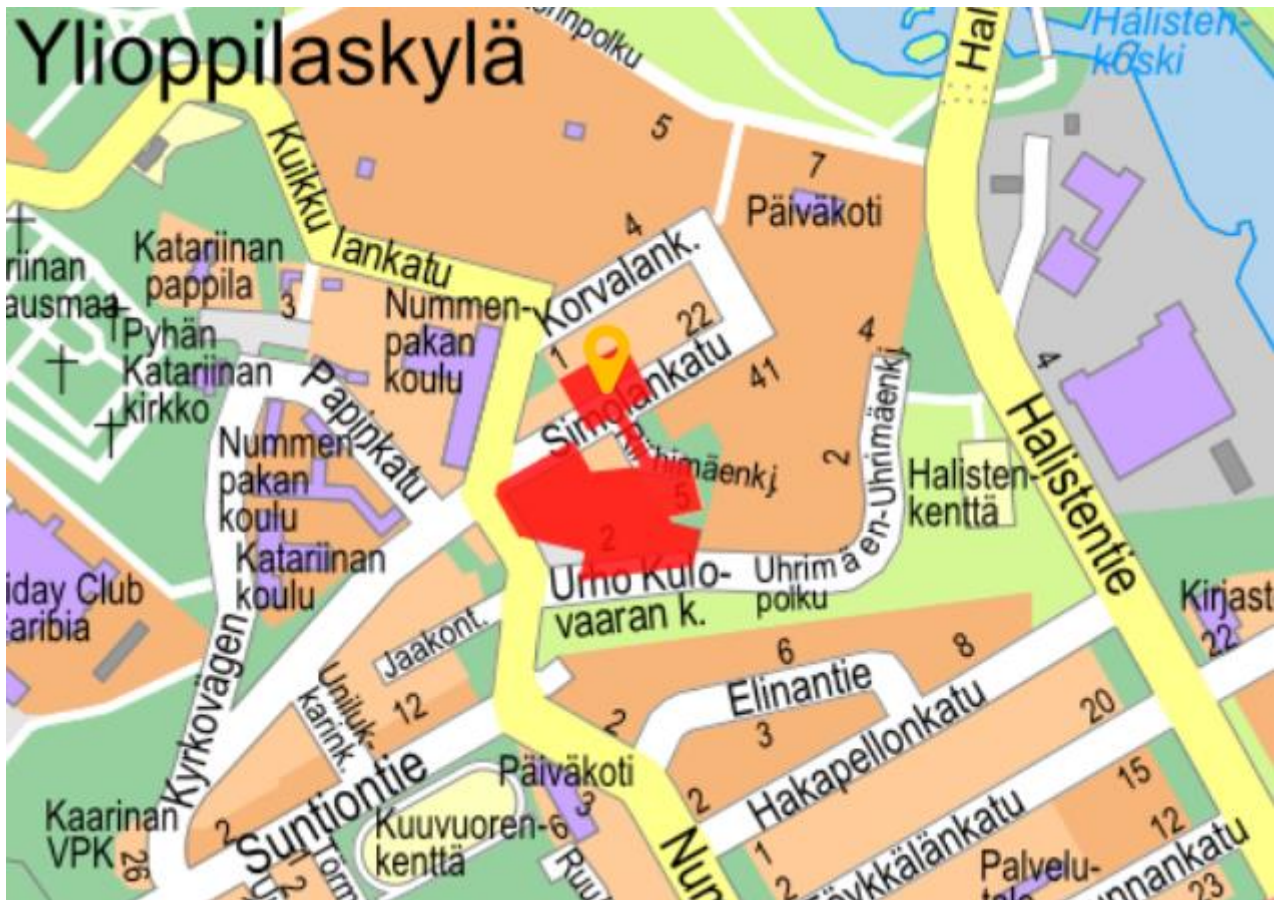 Ylioppilaskylä
Halisten-
koski
5
Kuikku
lankatu
7
Päiväkoti
4
Korvalank.
Katariinan
pappila
3
Nummen-
pakan
koulu
22
1
Simolankatu
41
4
Pyhän
Katariinan
kirkko
Papinkatu
4
Nummen-
pakan
koulu
Katariinan
koulu
5
2
2
Uhrimäenkj.
Halisten-
kenttä
Halistentie
Urho Kulo-
vaaran k.
Uhrimäen-
polku
Kirjast
22
Kyrkovägen
Jaakont.
Uniluk-
karink.
12
6
8
Elinantie
2
3
Hakapellonkatu
20
Suntiontie
Päiväkoti
3
2
15
Kaarinan
VPK
26
2
Kuuvuoren-
kenttä
6
1
12
2
2
Palvelu-
23